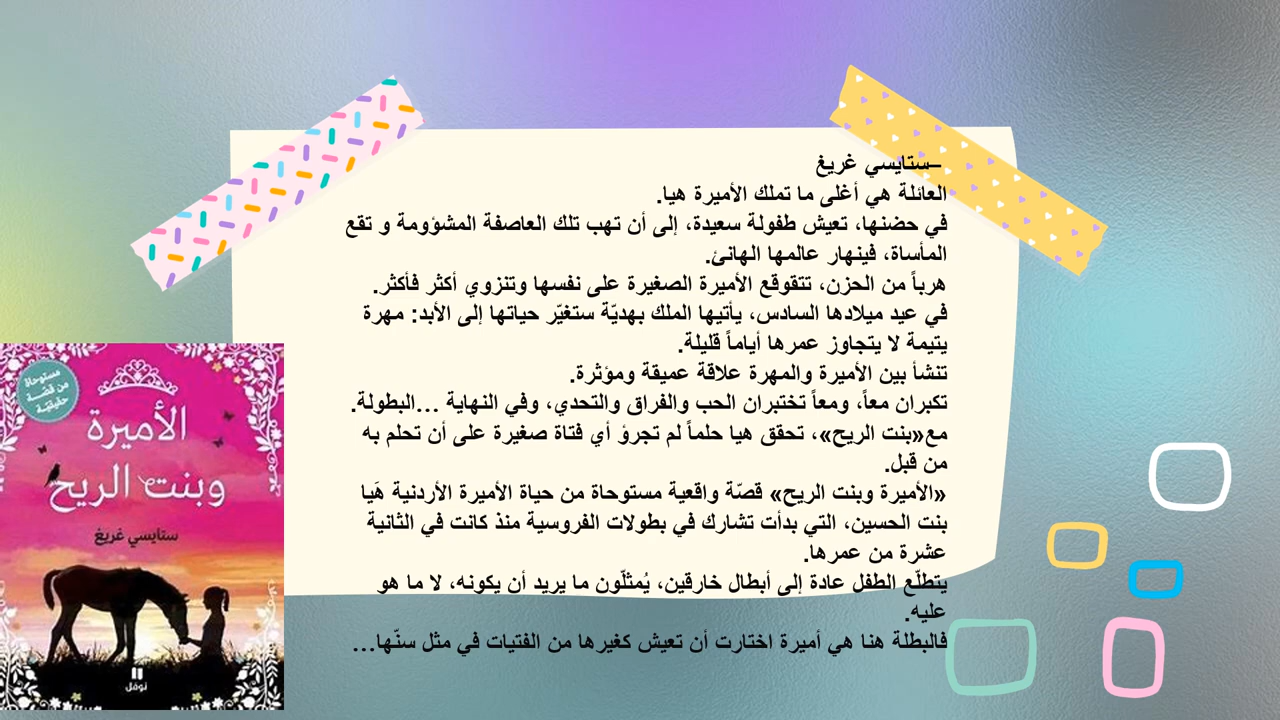 –ستايسي غريغ
العائلة هي أغلى ما تملك الأميرة هيا.
في حضنها، تعيش طفولة سعيدة، إلى أن تهب تلك العاصفة المشؤومة و تقع
المأساة، فينهار عالمها الهانئ.
هرباً من الحزن، تتقوقع الأميرة الصغيرة على نفسها وتنزوي أكثر فأكثر.
في عيد ميلادها السادس، يأتيها الملك بهديّة ستغيّر حياتها إلى الأبد: مهرة
يتيمة لا يتجاوز عمرها أياماً قليلة.
تنشأ بين الأميرة والمهرة علاقة عميقة ومؤثرة.
تكبران معاً، ومعاً تختبران الحب والفراق والتحدي، وفي النهاية ...البطولة.
مع«بنت الريح»، تحقق هيا حلماً لم تجرؤ أي فتاة صغيرة على أن تحلم به
من قبل.
«الأميرة وبنت الريح» قصّة واقعية مستوحاة من حياة الأميرة الأردنية هَيا
بنت الحسين، التي بدأت تشارك في بطولات الفروسية منذ كانت في الثانية
عشرة من عمرها.
يتطلّع الطفل عادة إلى أبطال خارقين، يُمثلّون ما يريد أن يكونه، لا ما هو
عليه.
فالبطلة هنا هي أميرة اختارت أن تعيش كغيرها من الفتيات في مثل سنّها...
مستوحاة
من قصّة
حقيقيّة
الأميرة
وبنت الريح
ستايسي غريغ
نوفل